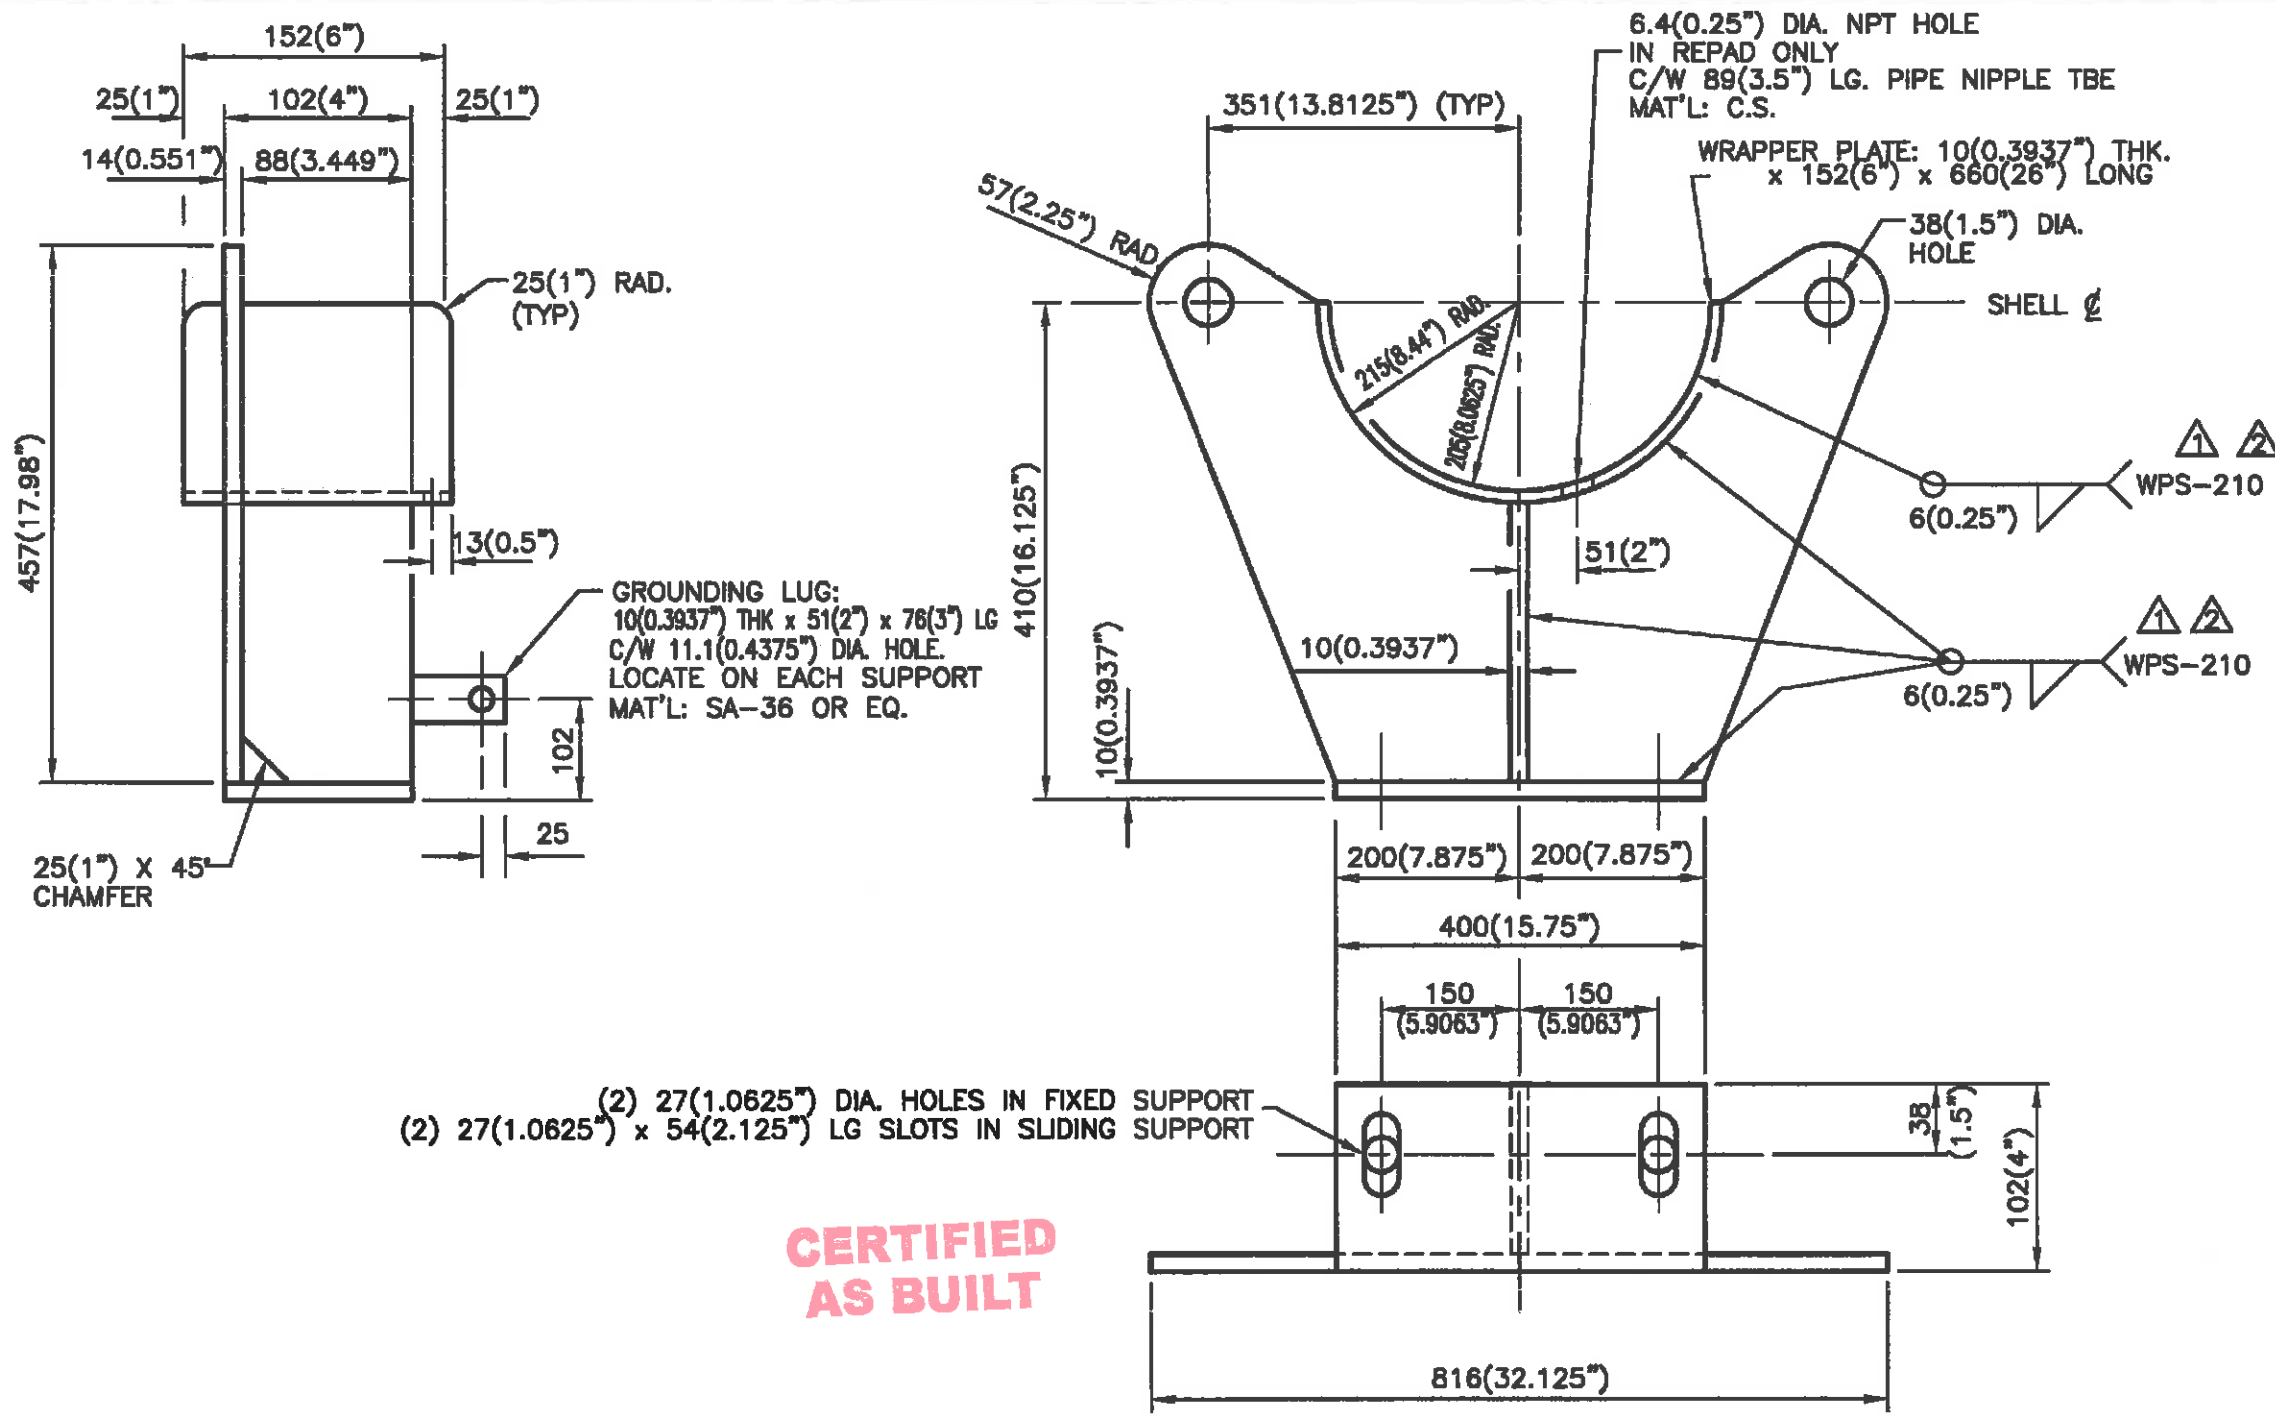 152(6")
25(1")
102(4")
25(1")
14(0.551")
88(3.449")
25(1") RAD.
(TYP)
457(17.98")
13(0.5")
GROUNDING LUG:
10(0.3937") THK x 51(2") x 76(3") LG
C/W 11.1(0.4375") DIA. HOLE.
LOCATE ON EACH SUPPORT
MAT'L: SA-36 OR EQ.
102
25
25(1") X 45°
CHAMFER
6.4(0.25") DIA. NPT HOLE
IN REPAD ONLY
C/W 89(3.5") LG. PIPE NIPPLE TBE
MAT'L: C.S.
351(13.8125") (TYP)
WRAPPER PLATE: 10(0.3937") THK.
x 152(6") x 660(26") LONG
57(2.25") RAD
38(1.5") DIA.
HOLE
SHELL ℄
215(8.44") RAD.
205(8.0625") RAD.
410(16.125")
1 2
WPS-210
6(0.25")
51(2")
10(0.3937")
1 2
WPS-210
6(0.25")
10(0.3937")
200(7.875")
200(7.875")
400(15.75")
150
(5.9063")
150
(5.9063")
(2) 27(1.0625") DIA. HOLES IN FIXED SUPPORT
(2) 27(1.0625") x 54(2.125") LG SLOTS IN SLIDING SUPPORT
38
(1.5")
102(4")
CERTIFIED
AS BUILT
816(32.125")